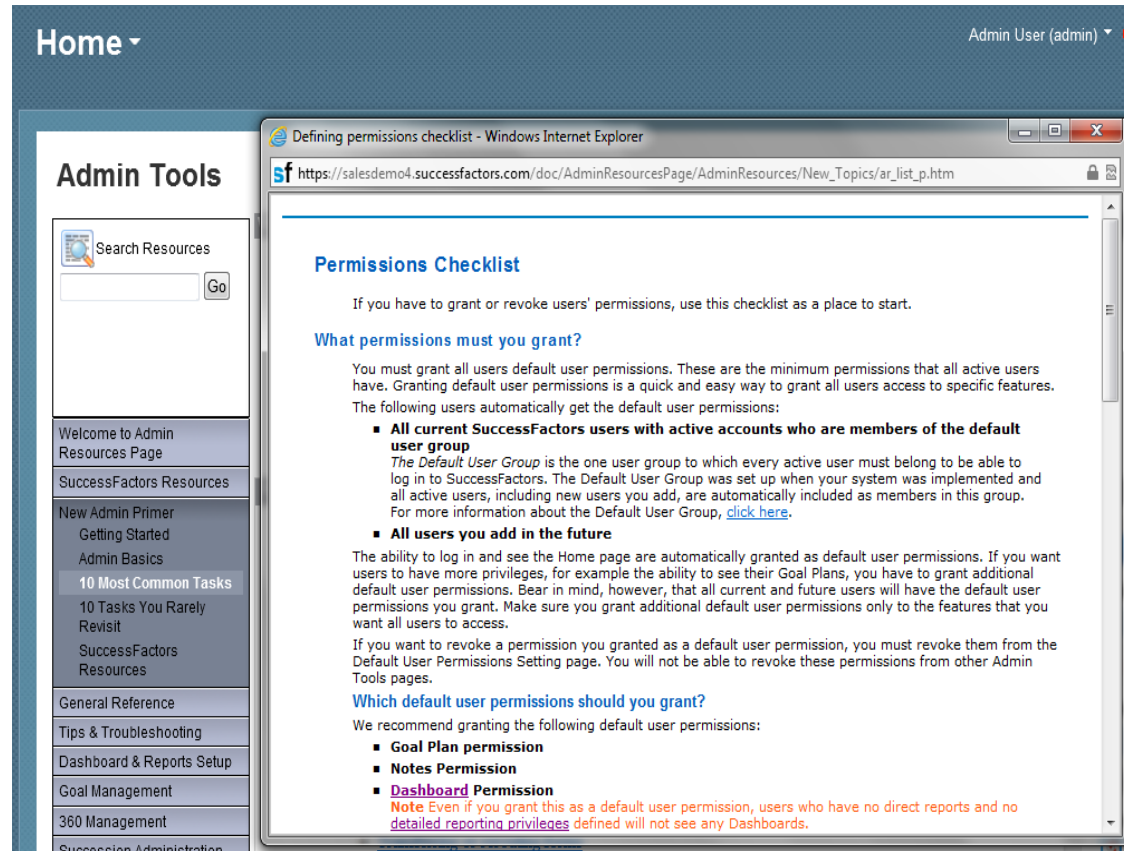 Home
Admin User (admin)
Admin Tools
Search Resources
Go
Welcome to Admin
Resources Page
SuccessFactors Resources
New Admin Primer
Getting Started
Admin Basics
10 Most Common Tasks
10 Tasks You Rarely
Revisit
SuccessFactors
Resources
General Reference
Tips & Troubleshooting
Dashboard & Reports Setup
Goal Management
360 Management
Succession Administration
Defining permissions checklist - Windows Internet Explorer
sf https://salesdemo4.successfactors.com/doc/AdminResourcesPage/AdminResources/New_Topics/ar_list_p.htm
Permissions Checklist
If you have to grant or revoke users' permissions, use this checklist as a place to start.
What permissions must you grant?
You must grant all users default user permissions. These are the minimum permissions that all active users
have. Granting default user permissions is a quick and easy way to grant all users access to specific features.
The following users automatically get the default user permissions:
■ All current SuccessFactors users with active accounts who are members of the default
user group
The Default User Group is the one user group to which every active user must belong to be able to
log in to SuccessFactors. The Default User Group was set up when your system was implemented and
all active users, including new users you add, are automatically included as members in this group.
For more information about the Default User Group, click here.
■ All users you add in the future
The ability to log in and see the Home page are automatically granted as default user permissions. If you want
users to have more privileges, for example the ability to see their Goal Plans, you have to grant additional
default user permissions. Bear in mind, however, that all current and future users will have the default user
permissions you grant. Make sure you grant additional default user permissions only to the features that you
want all users to access.
If you want to revoke a permission you granted as a default user permission, you must revoke them from the
Default User Permissions Setting page. You will not be able to revoke these permissions from other Admin
Tools pages.
Which default user permissions should you grant?
We recommend granting the following default user permissions:
■ Goal Plan permission
■ Notes Permission
■ Dashboard Permission
Note Even if you grant this as a default user permission, users who have no direct reports and no
detailed reporting privileges defined will not see any Dashboards.